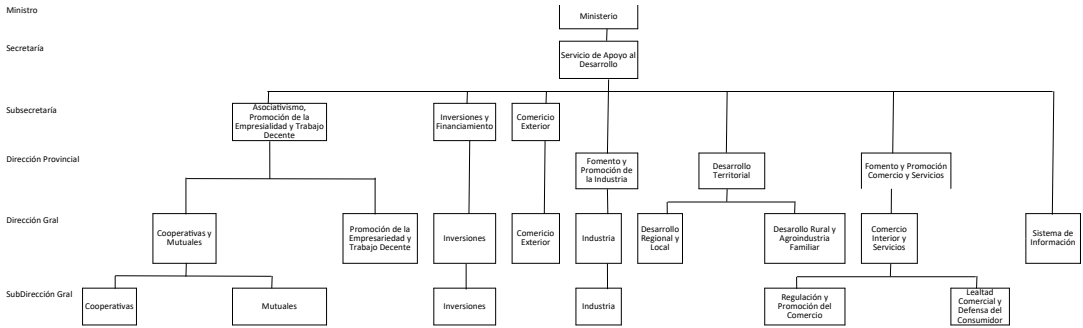 Ministro
Ministerio
Secretaría
Servicio de Apoyo al
Desarrollo
Subsecretaría
Asociativismo,
Promoción de la
Empresialidad y Trabajo
Decente
Inversiones y
Financiamiento
Comericio
Exterior
Dirección Provincial
Fomento y
Promoción de
la Industria
Desarrollo
Territorial
Fomento y Promoción
Comercio y Servicios
Dirección Gral
Cooperativas y
Mutuales
Promoción de la
Empresariedad y
Trabajo Decente
Inversiones
Comericio
Exterior
Industria
Desarrollo
Regional y
Local
Desarrollo Rural y
Agroindustria
Familiar
Comercio
Interior y
Servicios
Sistema de
Información
SubDirección Gral
Cooperativas
Mutuales
Inversiones
Industria
Regulación y
Promoción del
Comercio
Lealtad
Comercial y
Defensa del
Consumidor